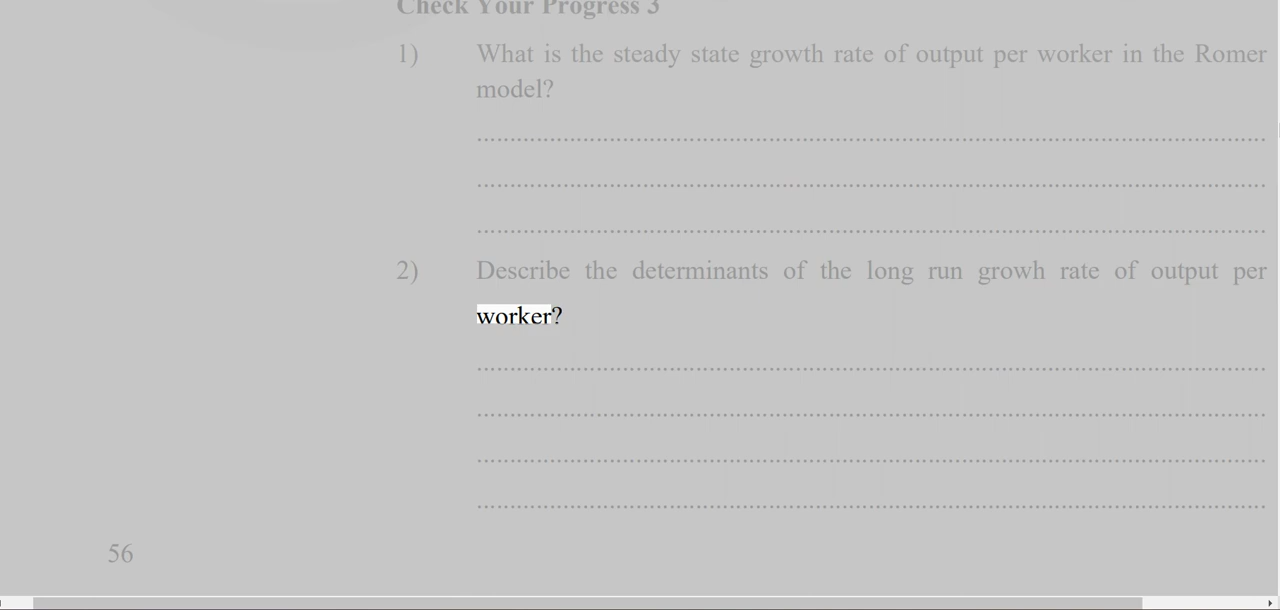 Check Your Progress 3
1) What is the steady state growth rate of output per worker in the Romer
model?
................................................................................................................
................................................................................................................
................................................................................................................
2) Describe the determinants of the long run growh rate of output per
worker?
................................................................................................................
................................................................................................................
................................................................................................................
................................................................................................................
56